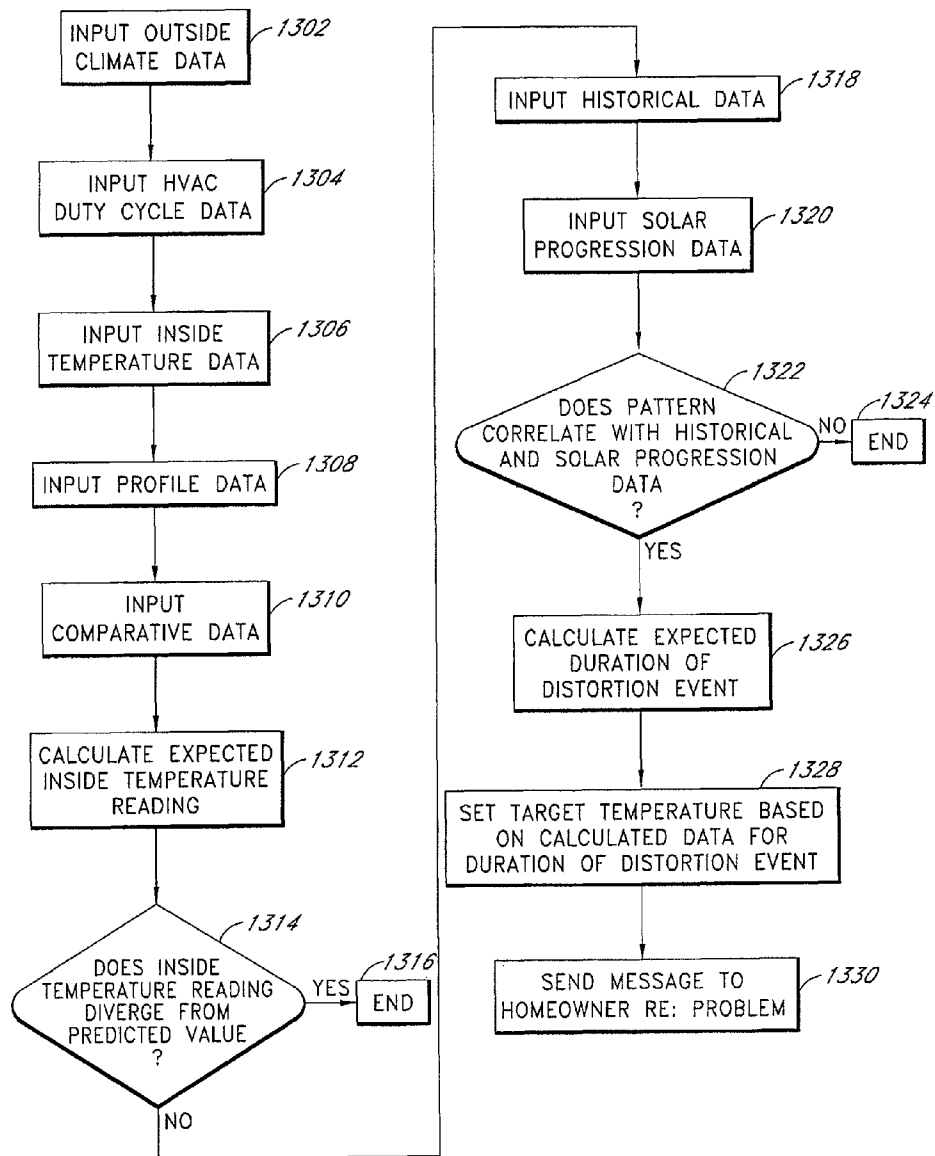 INPUT OUTSIDE
CLIMATE DATA
1302
INPUT HVAC
DUTY CYCLE DATA
1304
INPUT INSIDE
TEMPERATURE DATA
1306
INPUT PROFILE DATA
1308
INPUT
COMPARATIVE DATA
1310
CALCULATE EXPECTED
INSIDE TEMPERATURE
READING
1312
1314
DOES INSIDE
TEMPERATURE READING
DIVERGE FROM
PREDICTED VALUE
?
YES
1316
END
NO
INPUT HISTORICAL DATA
1318
INPUT SOLAR
PROGRESSION DATA
1320
1322
DOES PATTERN
CORRELATE WITH HISTORICAL
AND SOLAR PROGRESSION
DATA
?
NO
1324
END
YES
CALCULATE EXPECTED
DURATION OF
DISTORTION EVENT
1326
1328
SET TARGET TEMPERATURE BASED
ON CALCULATED DATA FOR
DURATION OF DISTORTION EVENT
SEND MESSAGE TO
HOMEOWNER RE: PROBLEM
1330